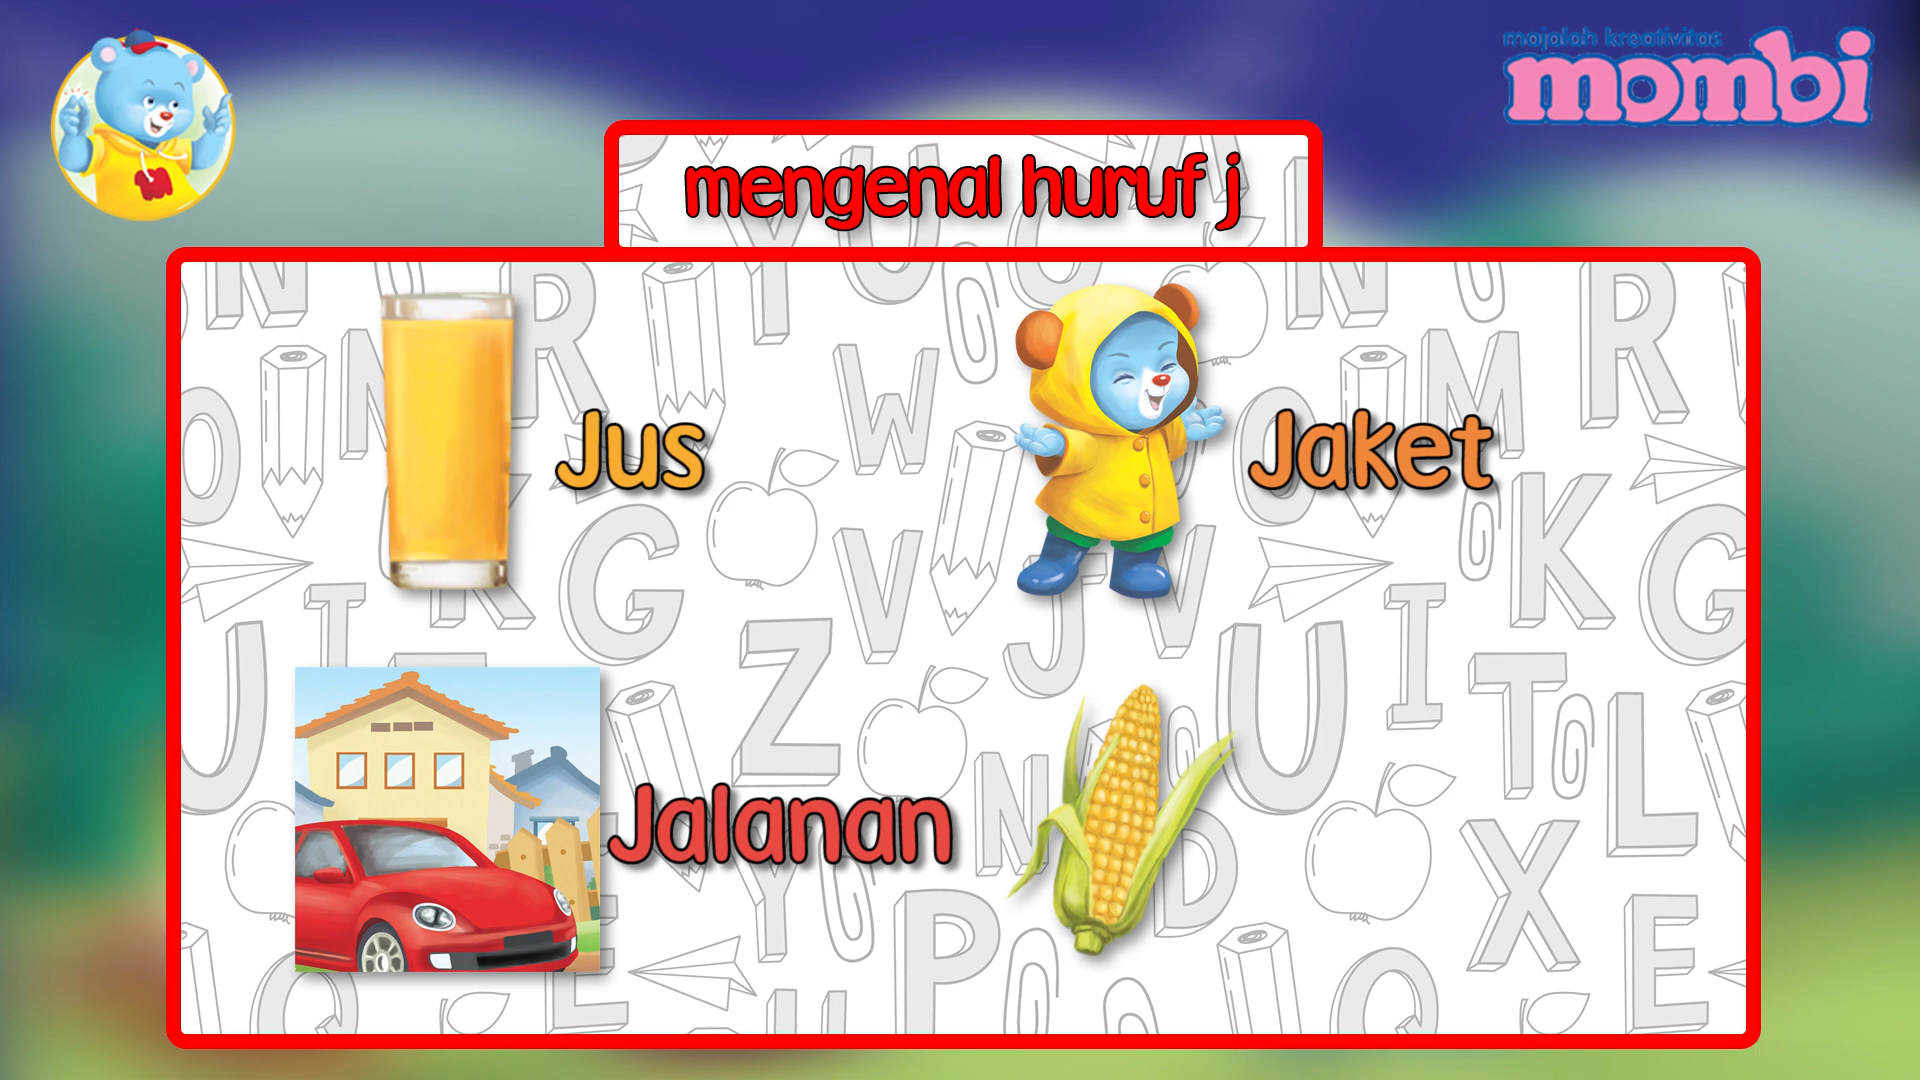 majalah kreativitas
mombi
mengenal huruf j
Jus
Jaket
Jalanan